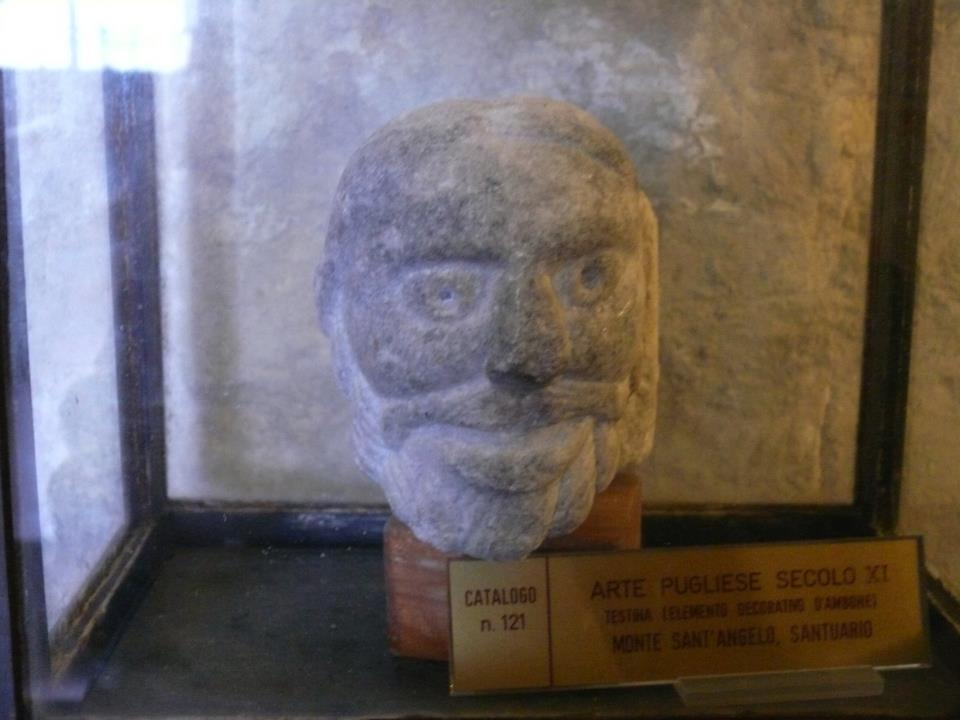 CATALOGO
n. 121
ARTE PUGLIESE SECOLO XI
TESTINA (ELEMENTO DECORATIVO D'AMBONE)
MONTE SANT'ANGELO, SANTUARIO